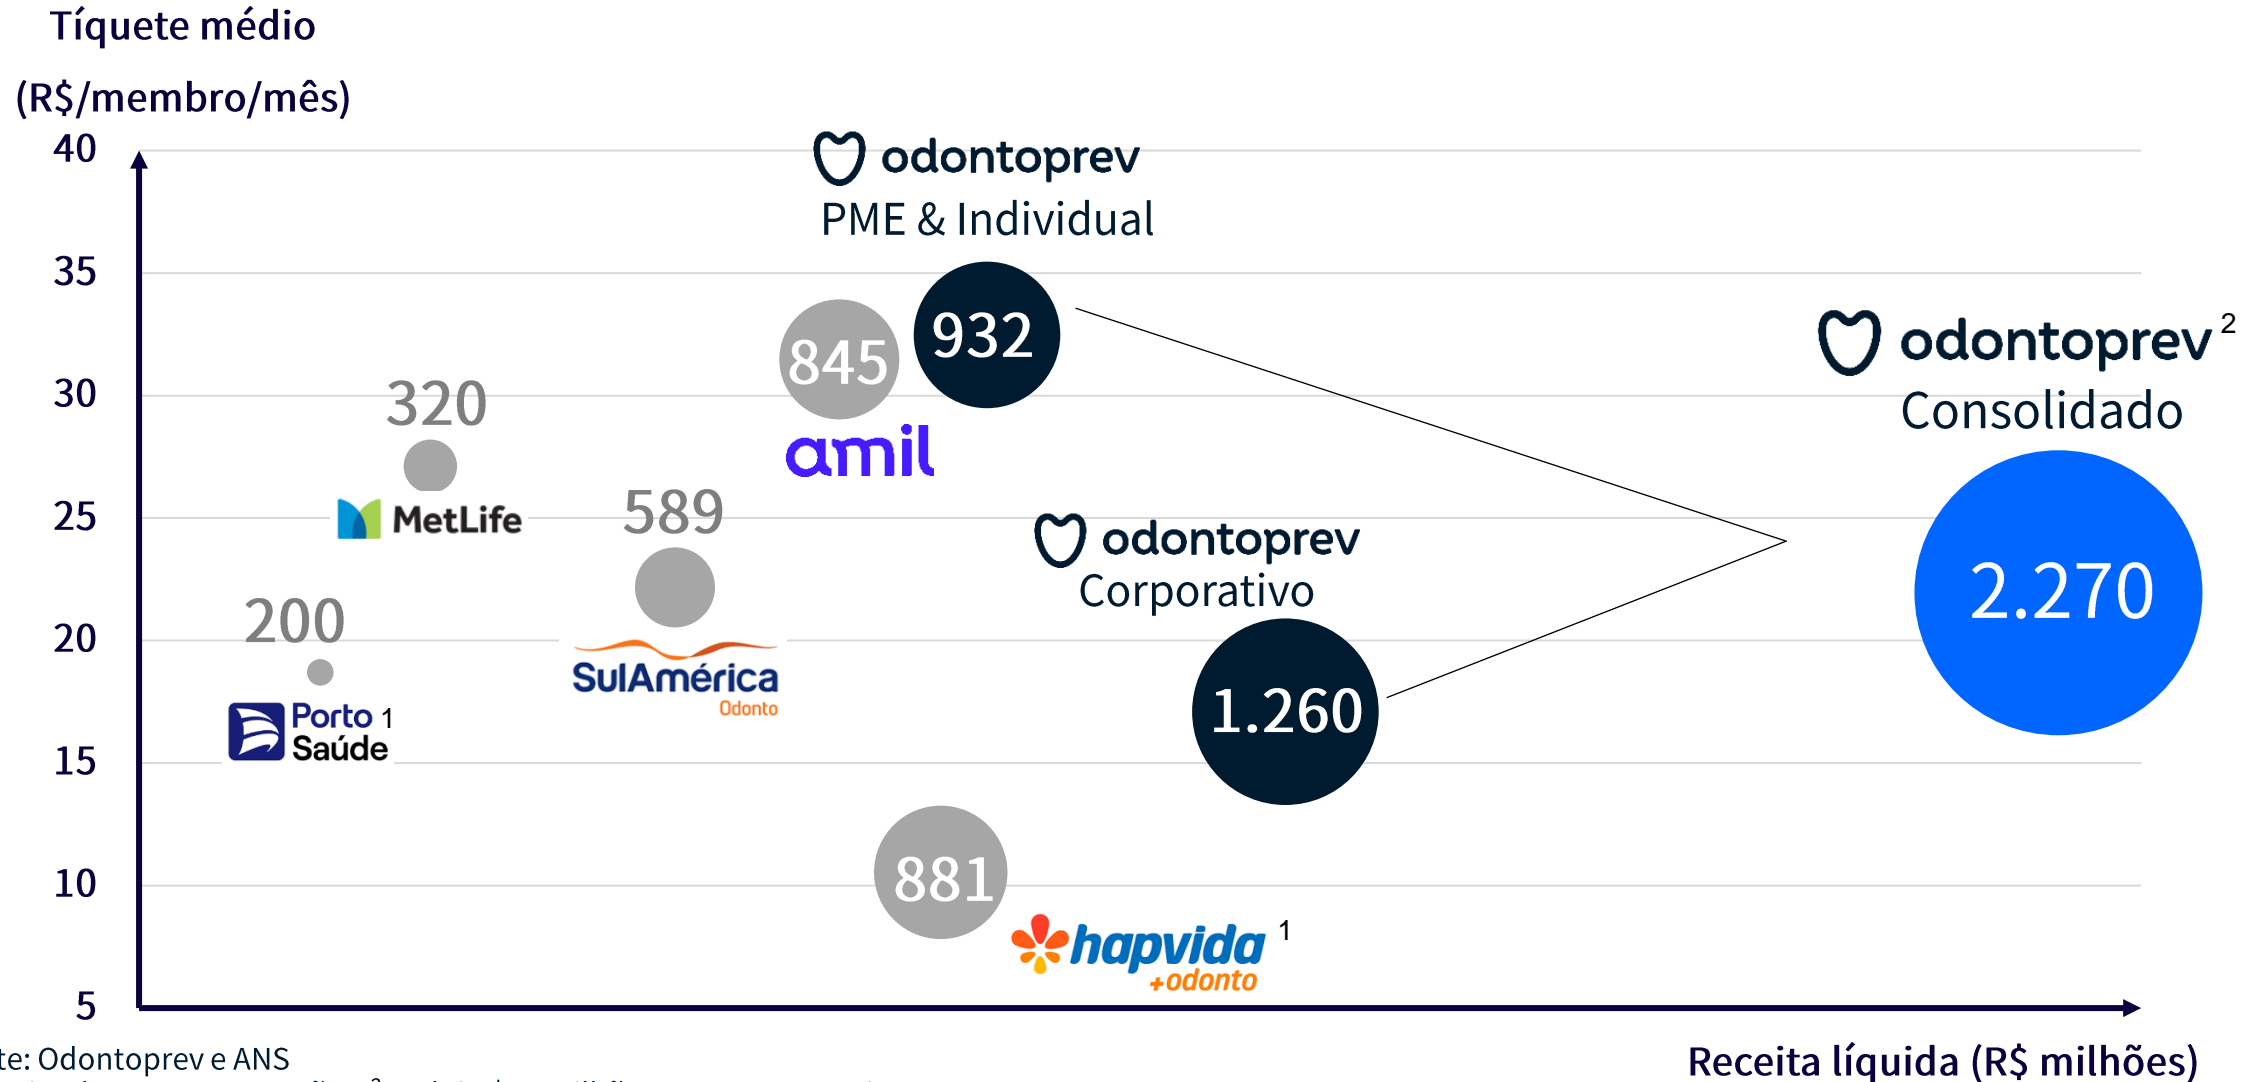 Tíquete médio
(R$/membro/mês)
40
odontoprev
PME & Individual
35
932
845
odontoprev 2
Consolidado
30
320
amil
25
MetLife
589
odontoprev
Corporativo
2.270
200
20
SulAmérica
Odonto
Porto 1
Saúde
1.260
15
10
881
hapvida 1
+odonto
5
Odontoprev e ANS
Receita líquida (R$ milhões)